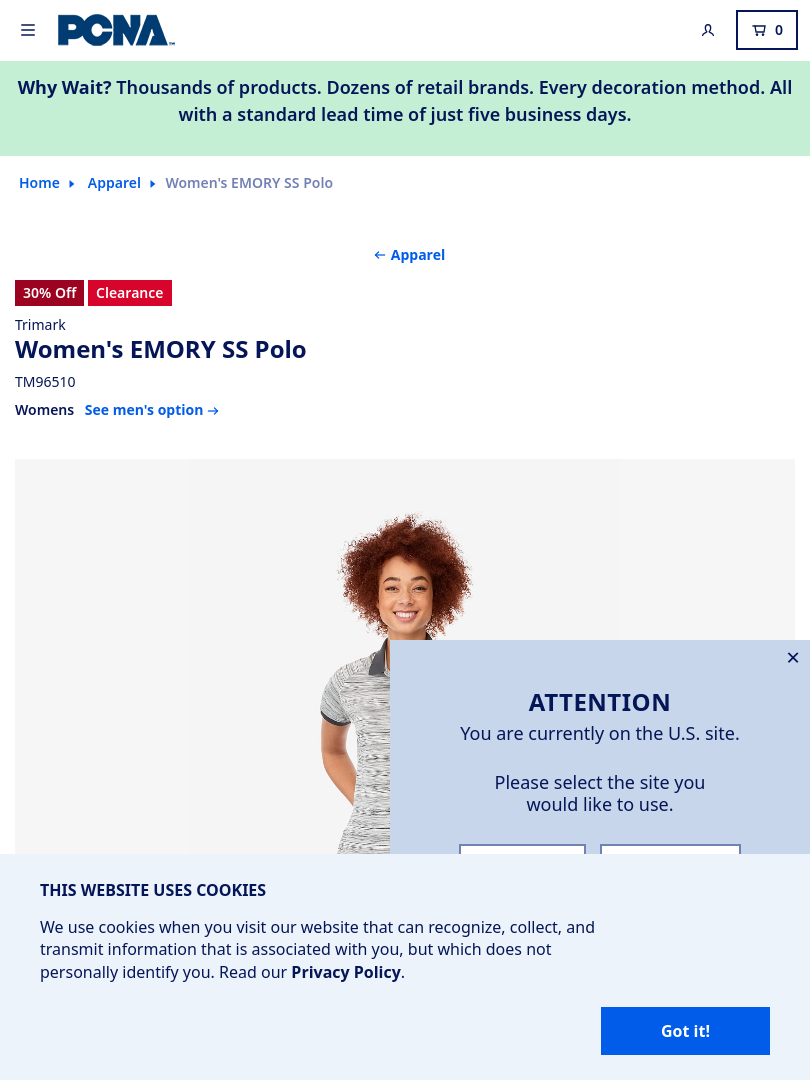 PCNA
0
Why Wait? Thousands of products. Dozens of retail brands. Every decoration method. All
with a standard lead time of just five business days.
Home
Apparel
Women's EMORY SS Polo
← Apparel
30% Off
Clearance
Trimark
Women's EMORY SS Polo
TM96510
Womens See men's option →
ATTENTION
You are currently on the U.S. site.
Please select the site you
would like to use.
THIS WEBSITE USES COOKIES
We use cookies when you visit our website that can recognize, collect, and
transmit information that is associated with you, but which does not
personally identify you. Read our Privacy Policy.
Got it!